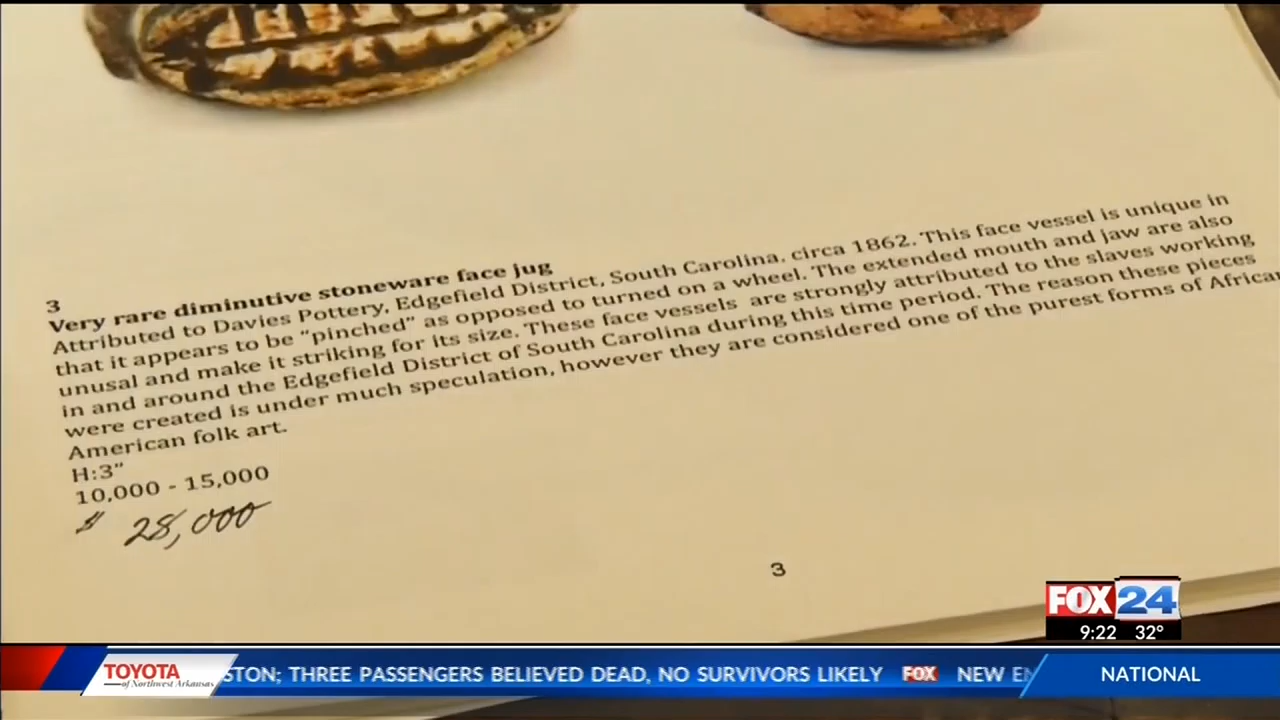 3
Very rare diminutive stoneware face jug
Attributed to Davies Pottery, Edgefield District, South Carolina. circa 1862. This face vessel is unique in
that it appears to be "pinched" as opposed to turned on a wheel. The extended mouth and jaw are also
unusal and make it striking for its size. These face vessels are strongly attributed to the slaves working
in and around the Edgefield District of South Carolina during this time period. The reason these pieces
were created is under much speculation, however they are considered one of the purest forms of African
American folk art.
H:3"
10,000 - 15,000
$ 28,000
3
FOX 24
9:22 32°
TOYOTA
of Northwest Arkansas
STON; THREE PASSENGERS BELIEVED DEAD, NO SURVIVORS LIKELY FOX NEW EN
NATIONAL